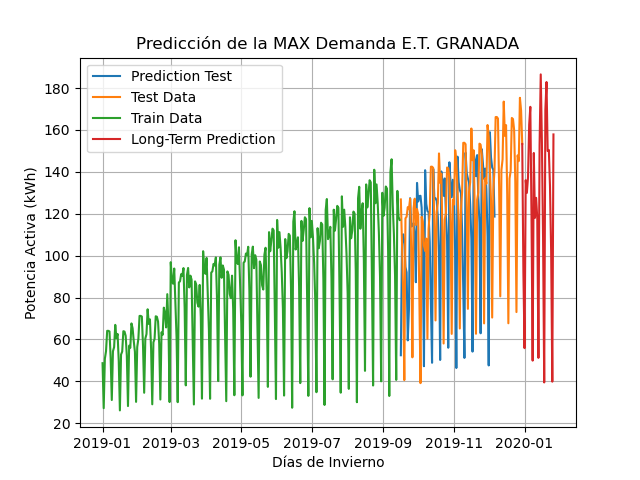 Predicción de la MAX Demanda E.T. GRANADA
Prediction Test
Test Data
Train Data
Long-Term Prediction
Potencia Activa (kWh)
180
160
140
120
100
80
60
40
20
2019-01 2019-03 2019-05 2019-07 2019-09 2019-11 2020-01
Días de Invierno